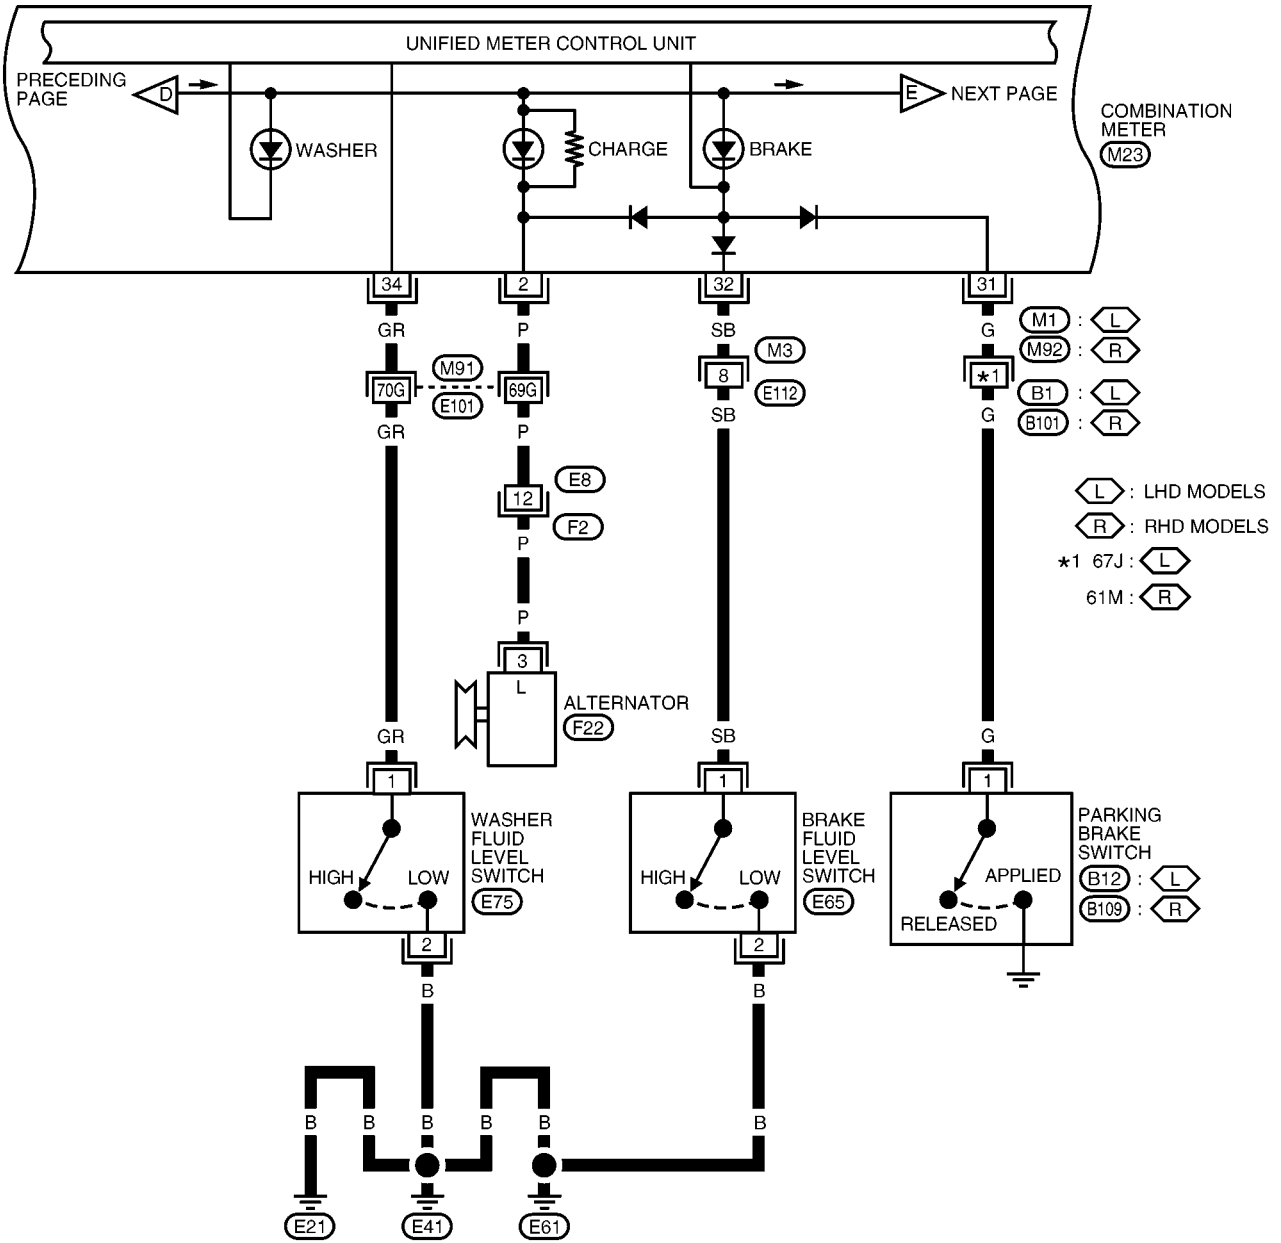 UNIFIED METER CONTROL UNIT
PRECEDING
PAGE
D
E
NEXT PAGE
COMBINATION
METER
M23
WASHER
CHARGE
BRAKE
34
2
32
31
GR
P
SB
G
M1 : L
M92 : R
M91
M3
70G
69G
8
*1
E101
E112
B1 : L
B101 : R
GR
P
SB
G
E8
12
F2
P
L : LHD MODELS
R : RHD MODELS
*1 67J : L
61M : R
P
3
L
ALTERNATOR
F22
GR
SB
G
1
1
1
WASHER
FLUID
LEVEL
SWITCH
E75
HIGH
LOW
BRAKE
FLUID
LEVEL
SWITCH
E65
HIGH
LOW
PARKING
BRAKE
SWITCH
B12 : L
B109 : R
APPLIED
RELEASED
2
2
B
B
B
B
B
B
B
B
E21
E41
E61